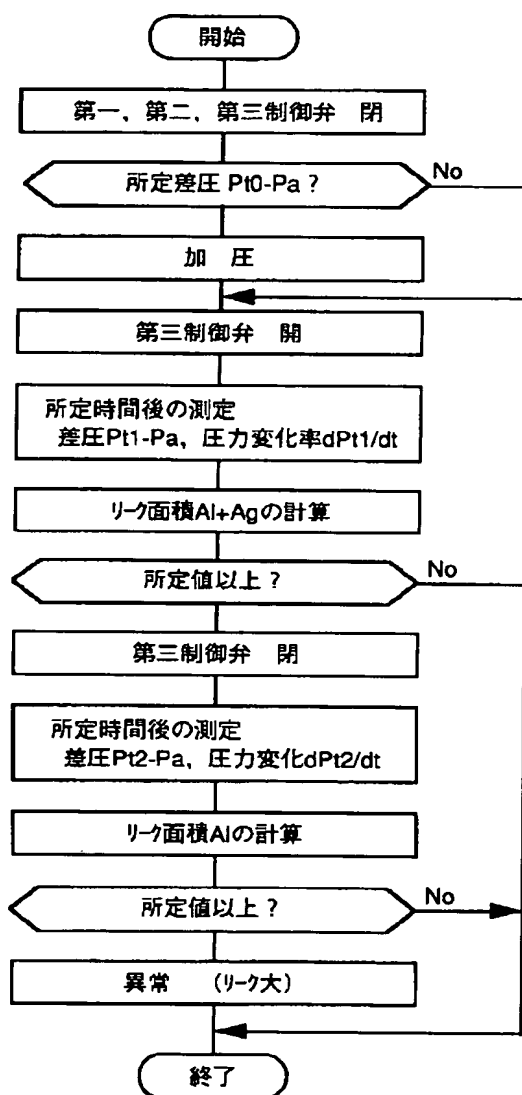 開始
第一、第二、第三制御弁 閉
所定差圧 Pt0-Pa?
No
加 圧
第三制御弁 開
所定時間後の測定
差圧Pt1-Pa、圧力変化率dPt1/dt
リーク面積Al+Agの計算
所定値以上?
No
第三制御弁 閉
所定時間後の測定
差圧Pt2-Pa、圧力変化dPt2/dt
リーク面積Alの計算
所定値以上?
No
異常 (リーク大)
終了